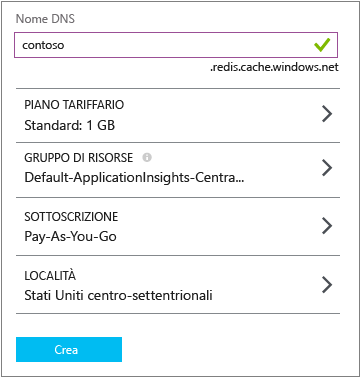 Nome DNS
contoso
.redis.cache.windows.net
PIANO TARIFFARIO
Standard: 1 GB
GRUPPO DI RISORSE
Default-ApplicationInsights-Centra...
SOTTOSCRIZIONE
Pay-As-You-Go
LOCALITÀ
Stati Uniti centro-settentrionali
Crea